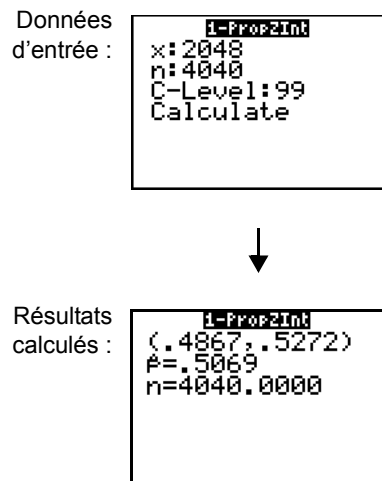 Données
d'entrée :
1-PropZInt
x:2048
n:4040
C-Level:99
Calculate
Résultats
calculés :
1-PropZInt
(.4867,.5272)
p̂=.5069
n=4040.0000